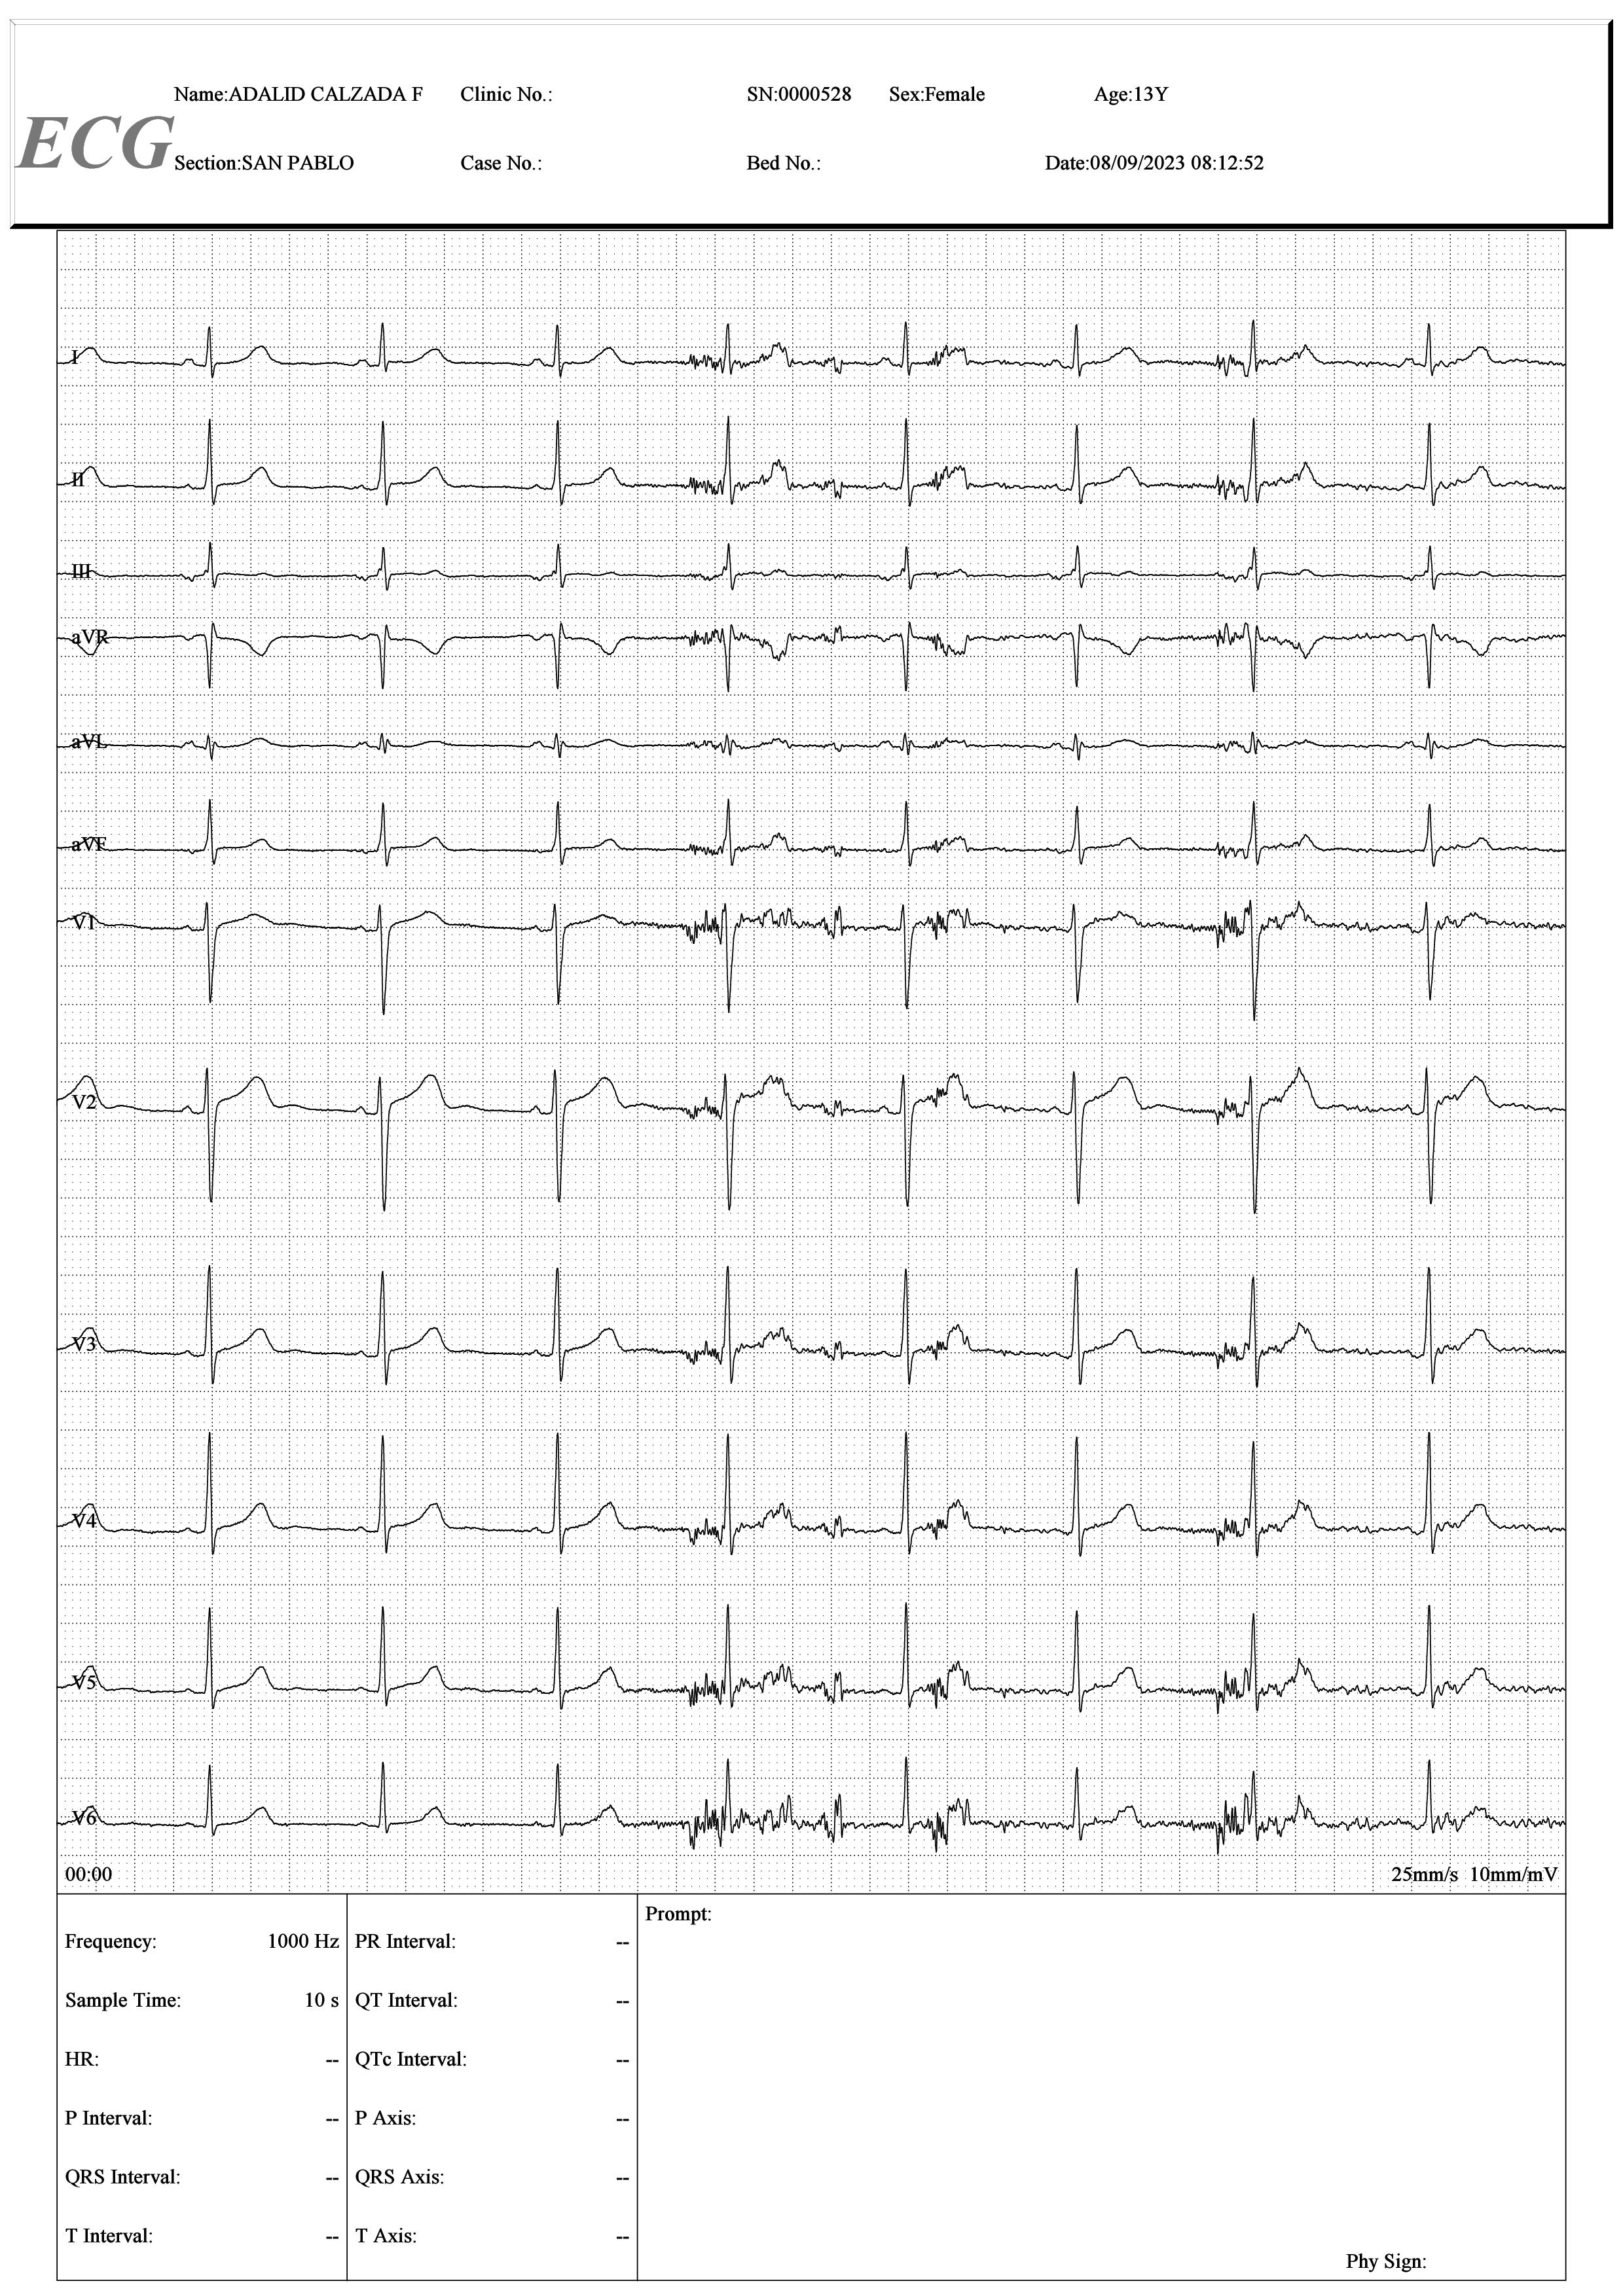 ECG
Name:ADALID CALZADA F Clinic No.: SN:0000528 Sex:Female Age:13Y
Section:SAN PABLO Case No.: Bed No.: Date:08/09/2023 08:12:52
I
II
III
aVR
aVL
aVF
V1
V2
V3
V4
V5
V6
00:00 25mm/s 10mm/mV
Frequency: 1000 Hz PR Interval: -- Prompt:
Sample Time: 10 s QT Interval: --
HR: -- QTc Interval: --
P Interval: -- P Axis: --
QRS Interval: -- QRS Axis: --
T Interval: -- T Axis: --
Phy Sign: